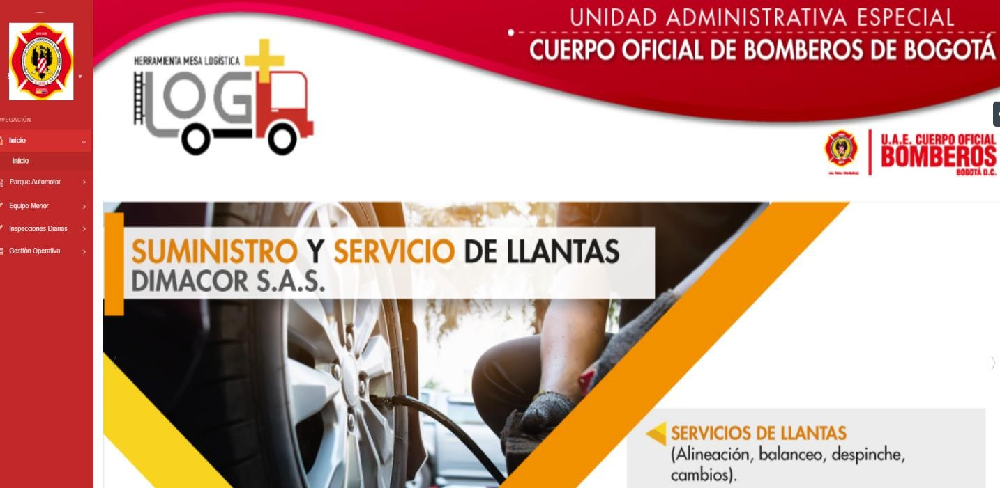 AVEGACIÓN
Inicio
Inicio
Parque Automotor
Equipo Menor
Inspecciones Diarias
Gestión Operativa
UNIDAD ADMINISTRATIVA ESPECIAL
CUERPO OFICIAL DE BOMBEROS DE BOGOTÁ
HERRAMIENTA MESA LOGÍSTICA
LOG
U.A.E. CUERPO OFICIAL
BOMBEROS
BOGOTÁ D.C.
SUMINISTRO Y SERVICIO DE LLANTAS
DIMACOR S.A.S.
SERVICIOS DE LLANTAS
(Alineación, balanceo, despinche,
cambios).